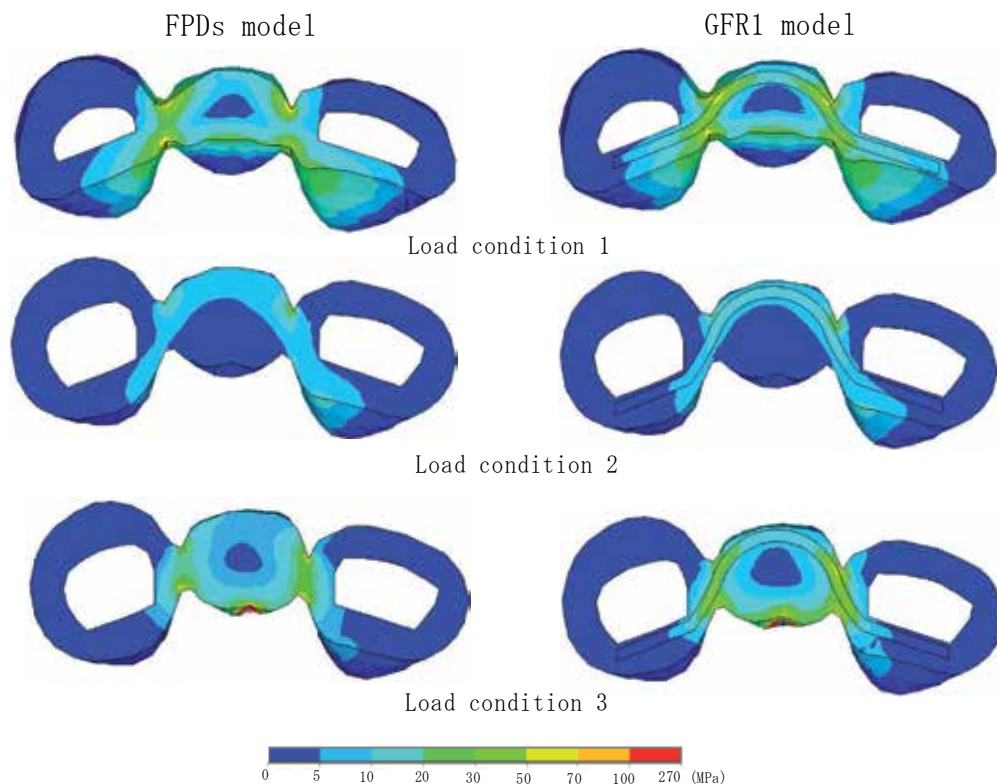 FPDs model GFR1 model
Load condition 1
Load condition 2
Load condition 3
0 5 10 20 30 50 70 100 270 (MPa)